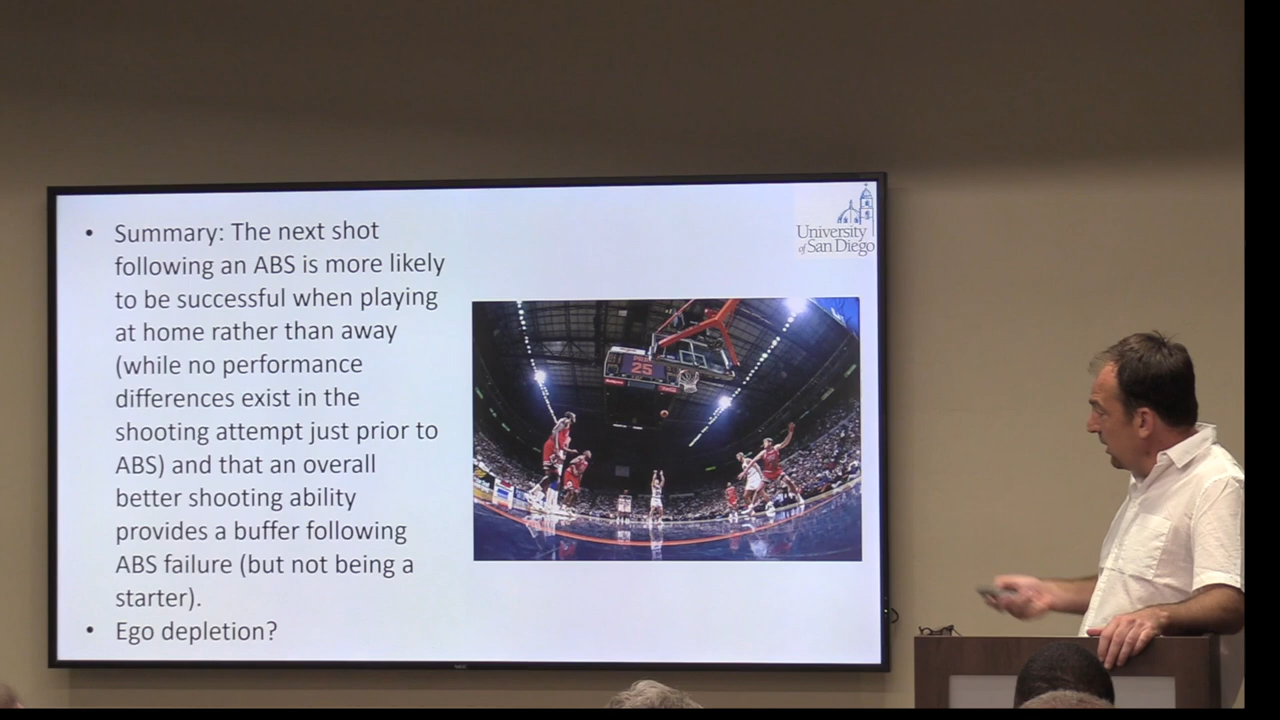 • Summary: The next shot
following an ABS is more likely
to be successful when playing
at home rather than away
(while no performance
differences exist in the
shooting attempt just prior to
ABS) and that an overall
better shooting ability
provides a buffer following
ABS failure (but not being a
starter).
• Ego depletion?
University
of San Diego
25
NEC